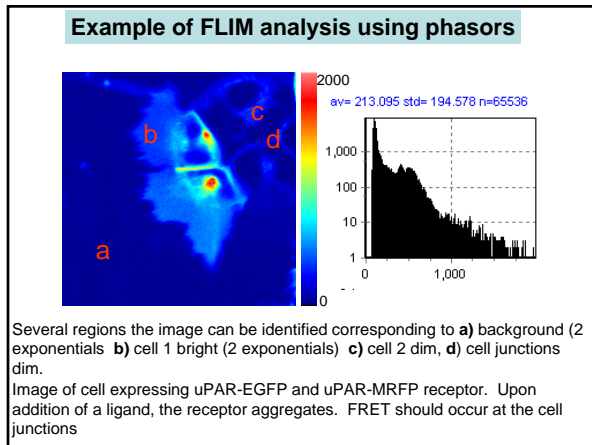 Example of FLIM analysis using phasors
2000
b
c
d
a
0
av= 213.095 std= 194.578 n=65536
1,000
100
10
1
0
1,000
Several regions the image can be identified corresponding to a) background (2
exponentials b) cell 1 bright (2 exponentials) c) cell 2 dim, d) cell junctions
dim.
Image of cell expressing uPAR-EGFP and uPAR-MRFP receptor. Upon
addition of a ligand, the receptor aggregates. FRET should occur at the cell
junctions